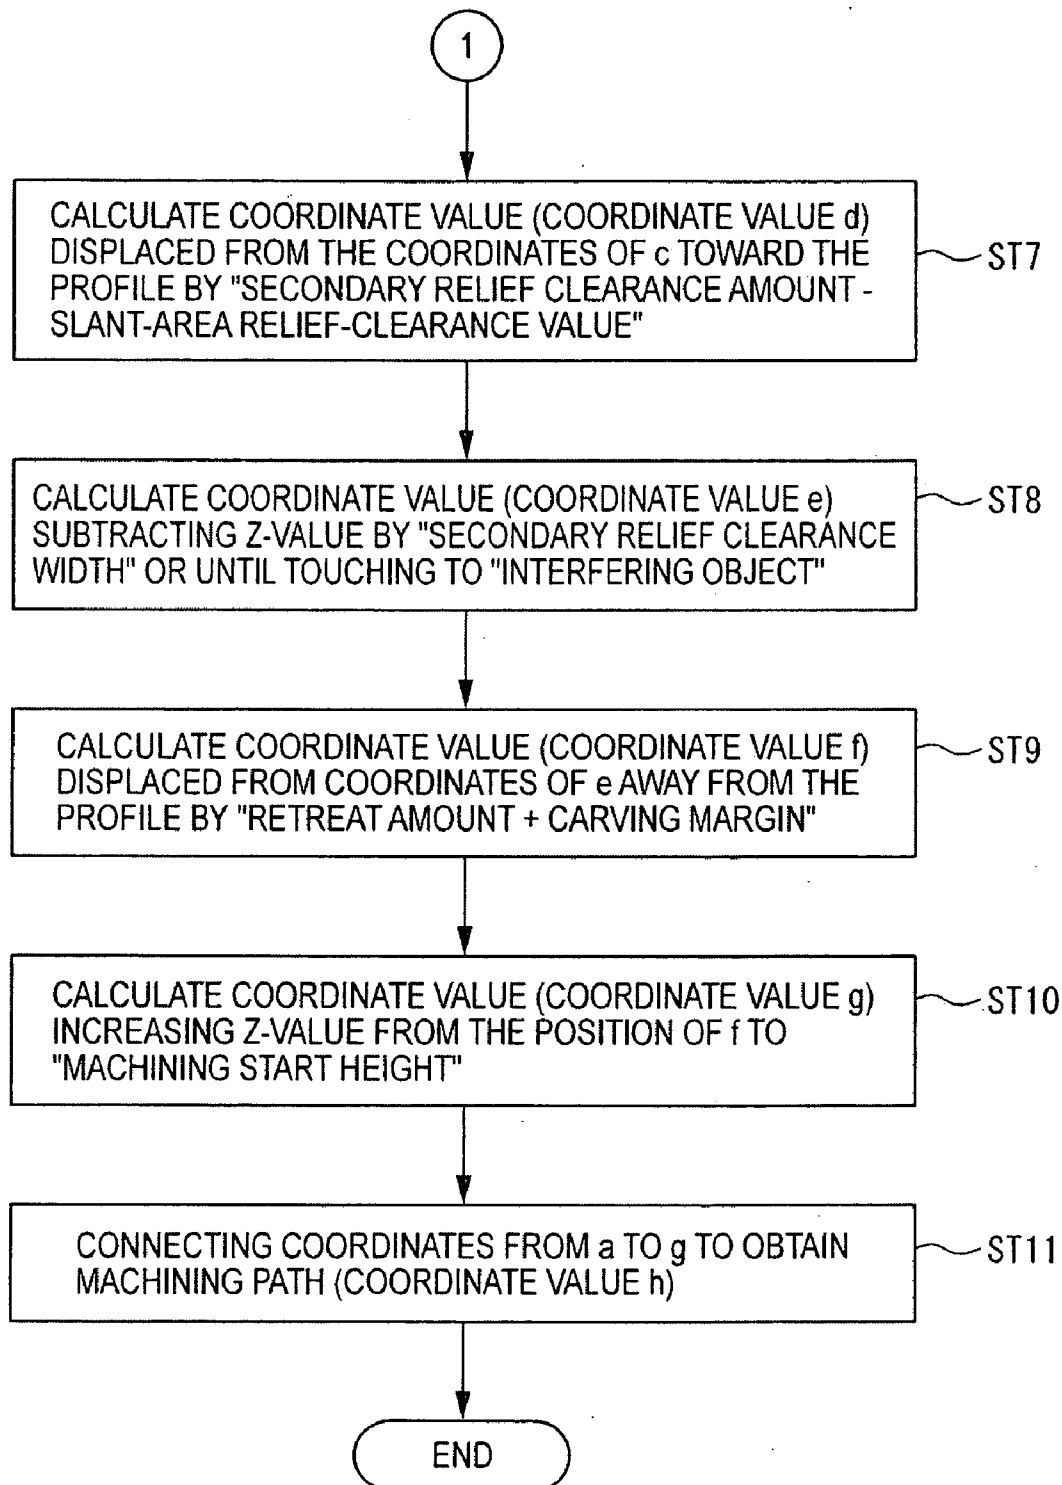 1
CALCULATE COORDINATE VALUE (COORDINATE VALUE d)
DISPLACED FROM THE COORDINATES OF c TOWARD THE
PROFILE BY "SECONDARY RELIEF CLEARANCE AMOUNT -
SLANT-AREA RELIEF-CLEARANCE VALUE"
ST7
CALCULATE COORDINATE VALUE (COORDINATE VALUE e)
SUBTRACTING Z-VALUE BY "SECONDARY RELIEF CLEARANCE
WIDTH" OR UNTIL TOUCHING TO "INTERFERING OBJECT"
ST8
CALCULATE COORDINATE VALUE (COORDINATE VALUE f)
DISPLACED FROM COORDINATES OF e AWAY FROM THE
PROFILE BY "RETREAT AMOUNT + CARVING MARGIN"
ST9
CALCULATE COORDINATE VALUE (COORDINATE VALUE g)
INCREASING Z-VALUE FROM THE POSITION OF f TO
"MACHINING START HEIGHT"
ST10
CONNECTING COORDINATES FROM a TO g TO OBTAIN
MACHINING PATH (COORDINATE VALUE h)
ST11
END